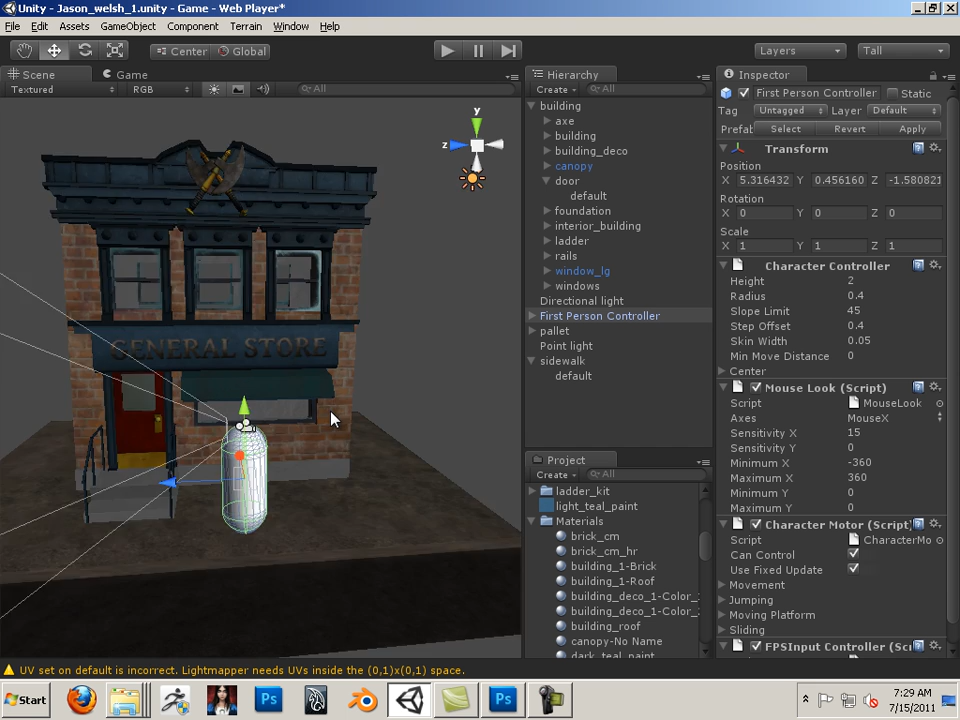 Unity - Jason_welsh_1.unity - Game - Web Player*
File Edit Assets GameObject Component Terrain Window Help
Center Global Layers Tall
Scene Game
Textured RGB All
y
z
GENERAL STORE
Hierarchy
Create All
building
axe
building
building_deco
canopy
door
default
foundation
interior_building
ladder
rails
window_lg
windows
Directional light
First Person Controller
pallet
Point light
sidewalk
default
Project
Create All
ladder_kit
light_teal_paint
Materials
brick_cm
brick_cm_hr
building_1-Brick
building_1-Roof
building_deco_1-Color_
building_deco_1-Color_
building_roof
canopy-No Name
dark_teal_paint
Inspector
First Person Controller Static
Tag Untagged Layer Default
Prefab Select Revert Apply
Transform
Position
X 5.316432 Y 0.456160 Z -1.580821
Rotation
X 0 Y 0 Z 0
Scale
X 1 Y 1 Z 1
Character Controller
Height 2
Radius 0.4
Slope Limit 45
Step Offset 0.4
Skin Width 0.05
Min Move Distance 0
Center
Mouse Look (Script)
Script MouseLook
Axes MouseX
Sensitivity X 15
Sensitivity Y 0
Minimum X -360
Maximum X 360
Minimum Y 0
Maximum Y 0
Character Motor (Script)
Script CharacterMo
Can Control
Use Fixed Update
Movement
Jumping
Moving Platform
Sliding
FPSInput Controller (Scri
UV set on default is incorrect. Lightmapper needs UVs inside the (0,1)x(0,1) space.
Start Ps Ps 7:29 AM
7/15/2011